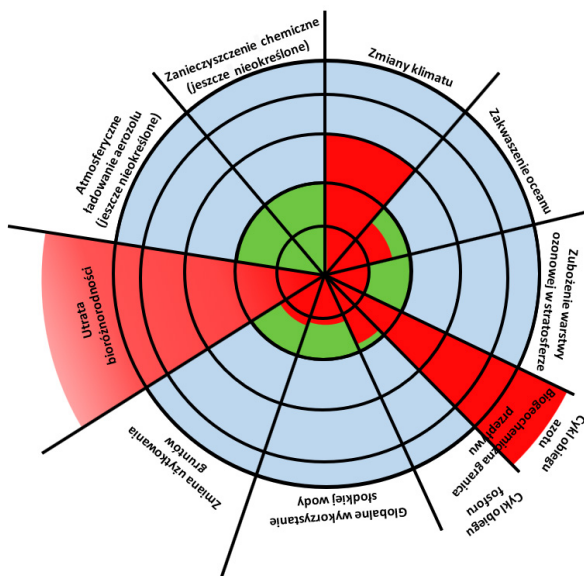 Zanieczyszczenie chemiczne
(jeszcze nieokreślone)
Zmiany klimatu
Zakwaszenie oceanu
Zubożenie warstwy
ozonowej w stratosferze
Biogeochemiczna granica
przepływu
Cykl obiegu
azotu
Cykl obiegu
fosforu
Globalne wykorzystanie
słodkiej wody
Zmiana użytkowania
gruntów
Utrata
bioróżnorodności
Atmosferyczne
ładowanie aerozolu
(jeszcze nieokreślone)